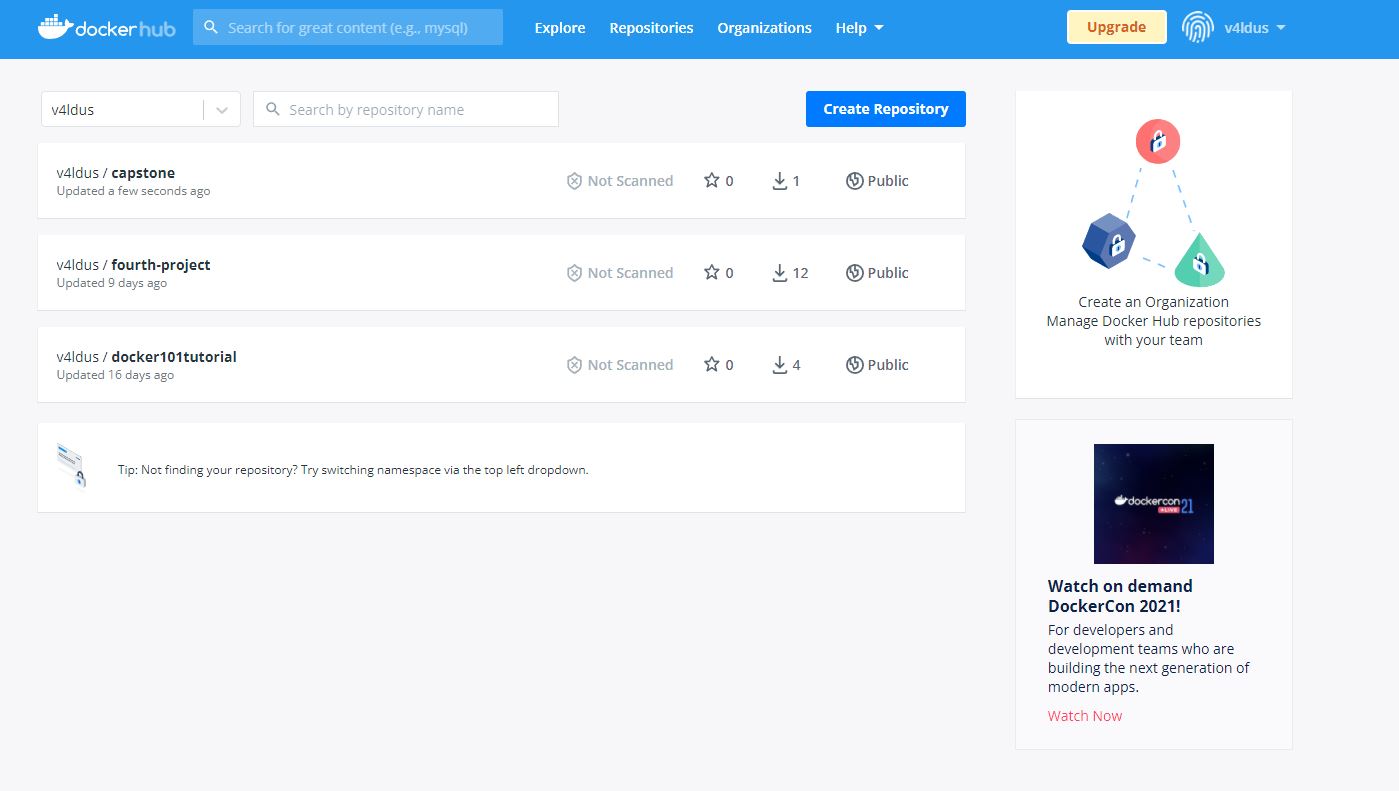 dockerhub
Search for great content (e.g., mysql)
Explore
Repositories
Organizations
Help
Upgrade
v4ldus
v4ldus
Search by repository name
Create Repository
v4ldus / capstone
Updated a few seconds ago
Not Scanned
0
1
Public
v4ldus / fourth-project
Updated 9 days ago
Not Scanned
0
12
Public
v4ldus / docker101tutorial
Updated 16 days ago
Not Scanned
0
4
Public
Tip: Not finding your repository? Try switching namespace via the top left dropdown.
Create an Organization
Manage Docker Hub repositories
with your team
dockercon
LIVE
21
Watch on demand
DockerCon 2021!
For developers and
development teams who are
building the next generation of
modern apps.
Watch Now